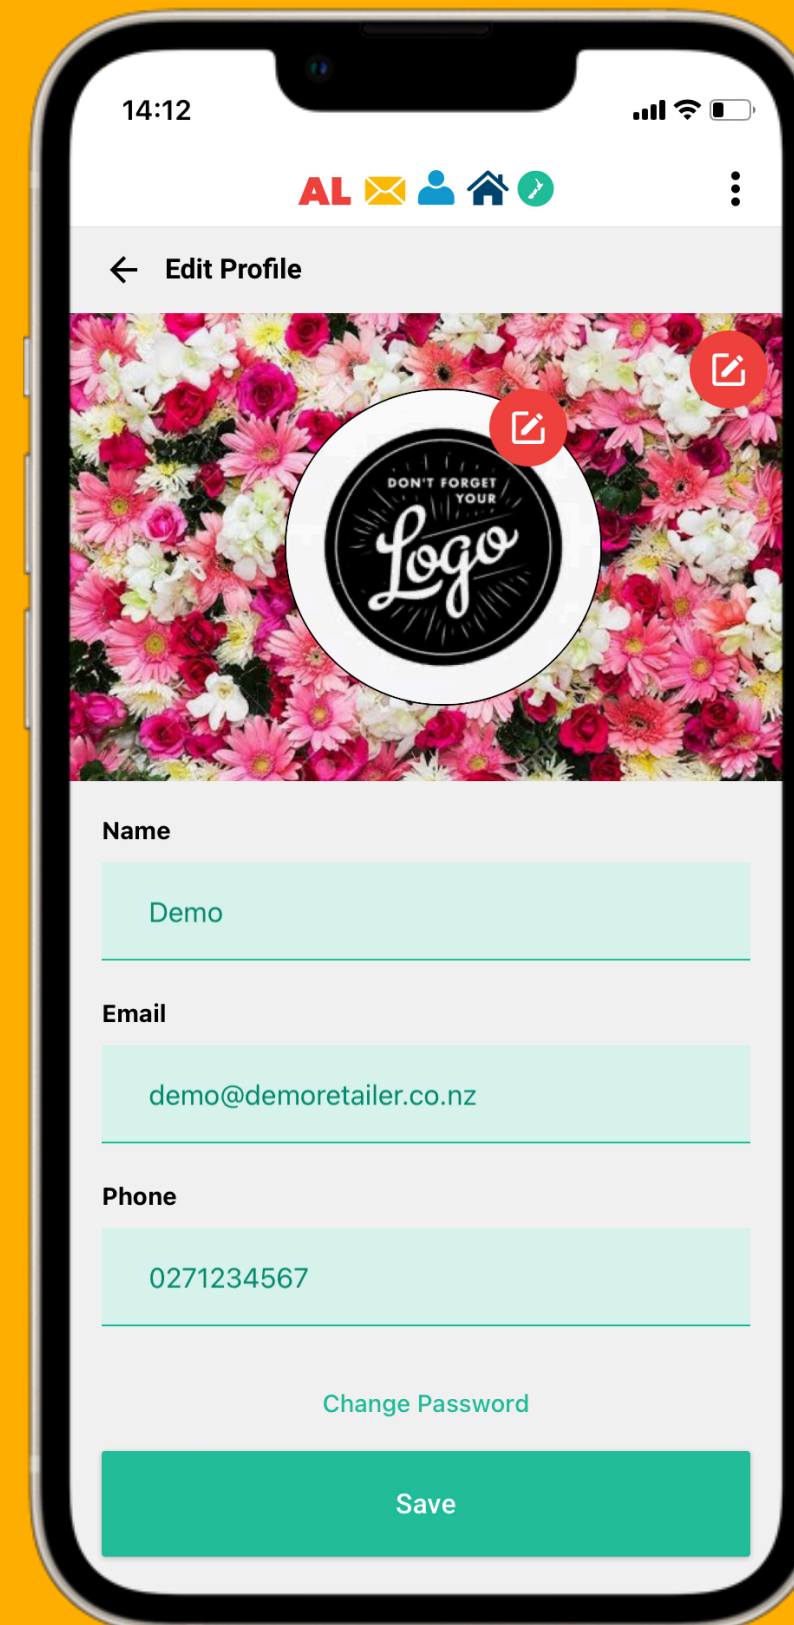 14:12
AL
Edit Profile
DON'T FORGET
YOUR
Logo
Name
Demo
Email
demo@demoretailer.co.nz
Phone
0271234567
Change Password
Save